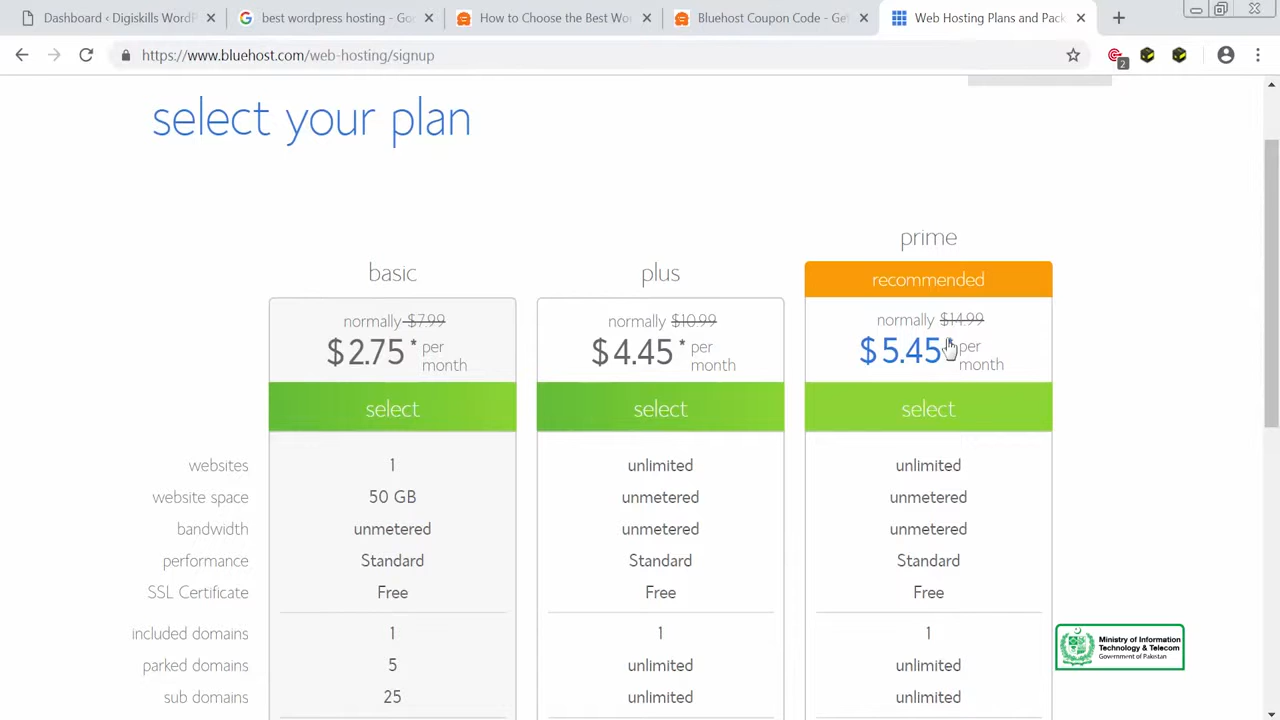 Dashboard ‹ Digiskills WordP
best wordpress hosting - Goo
How to Choose the Best Wo
Bluehost Coupon Code - Get
Web Hosting Plans and Pack
https://www.bluehost.com/web-hosting/signup
2
select your plan
basic
plus
prime
recommended
normally $7.99
normally $10.99
normally $14.99
$2.75* per month
$4.45* per month
$5.45* per month
select
select
select
websites 1 unlimited unlimited
website space 50 GB unmetered unmetered
bandwidth unmetered unmetered unmetered
performance Standard Standard Standard
SSL Certificate Free Free Free
included domains 1 1 1
parked domains 5 unlimited unlimited
sub domains 25 unlimited unlimited
Ministry of Information
Technology & Telecom
Government of Pakistan